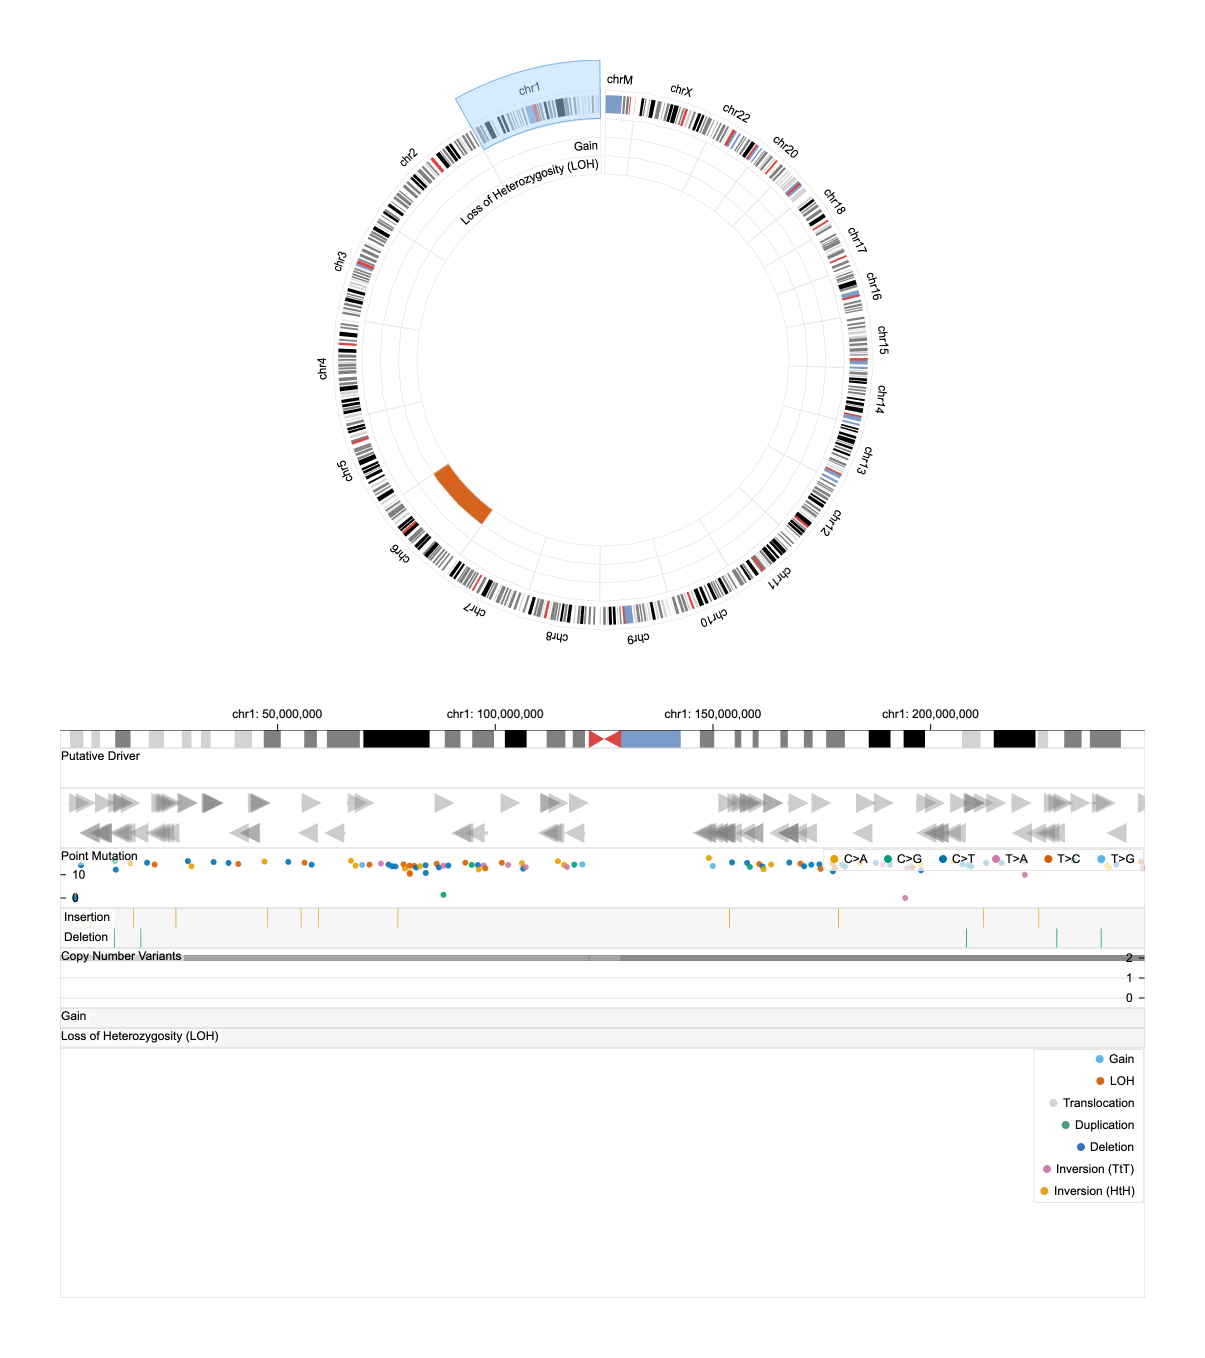 chr1
chrM
chrX
chr22
chr20
chr18
chr17
chr16
chr15
chr14
chr13
chr12
chr11
chr10
chr9
chr8
chr7
chr6
chr5
chr4
chr3
chr2
Gain
Loss of Heterozygosity (LOH)
chr1: 50,000,000 chr1: 100,000,000 chr1: 150,000,000 chr1: 200,000,000
Putative Driver
Point Mutation
C>A C>G C>T T>A T>C T>G
10
0
Insertion
Deletion
Copy Number Variants
2
1
0
Gain
Loss of Heterozygosity (LOH)
Gain
LOH
Translocation
Duplication
Deletion
Inversion (TtT)
Inversion (HtH)